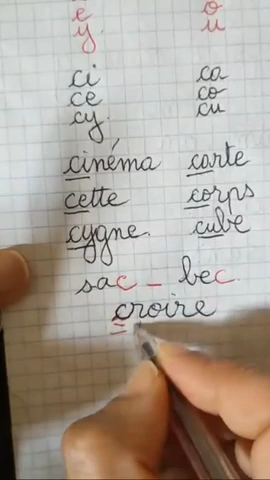 e o
y u
ci ca
ce co
cy cu
cinéma carte
cette corps
cygne. cube
sac - bec
croire